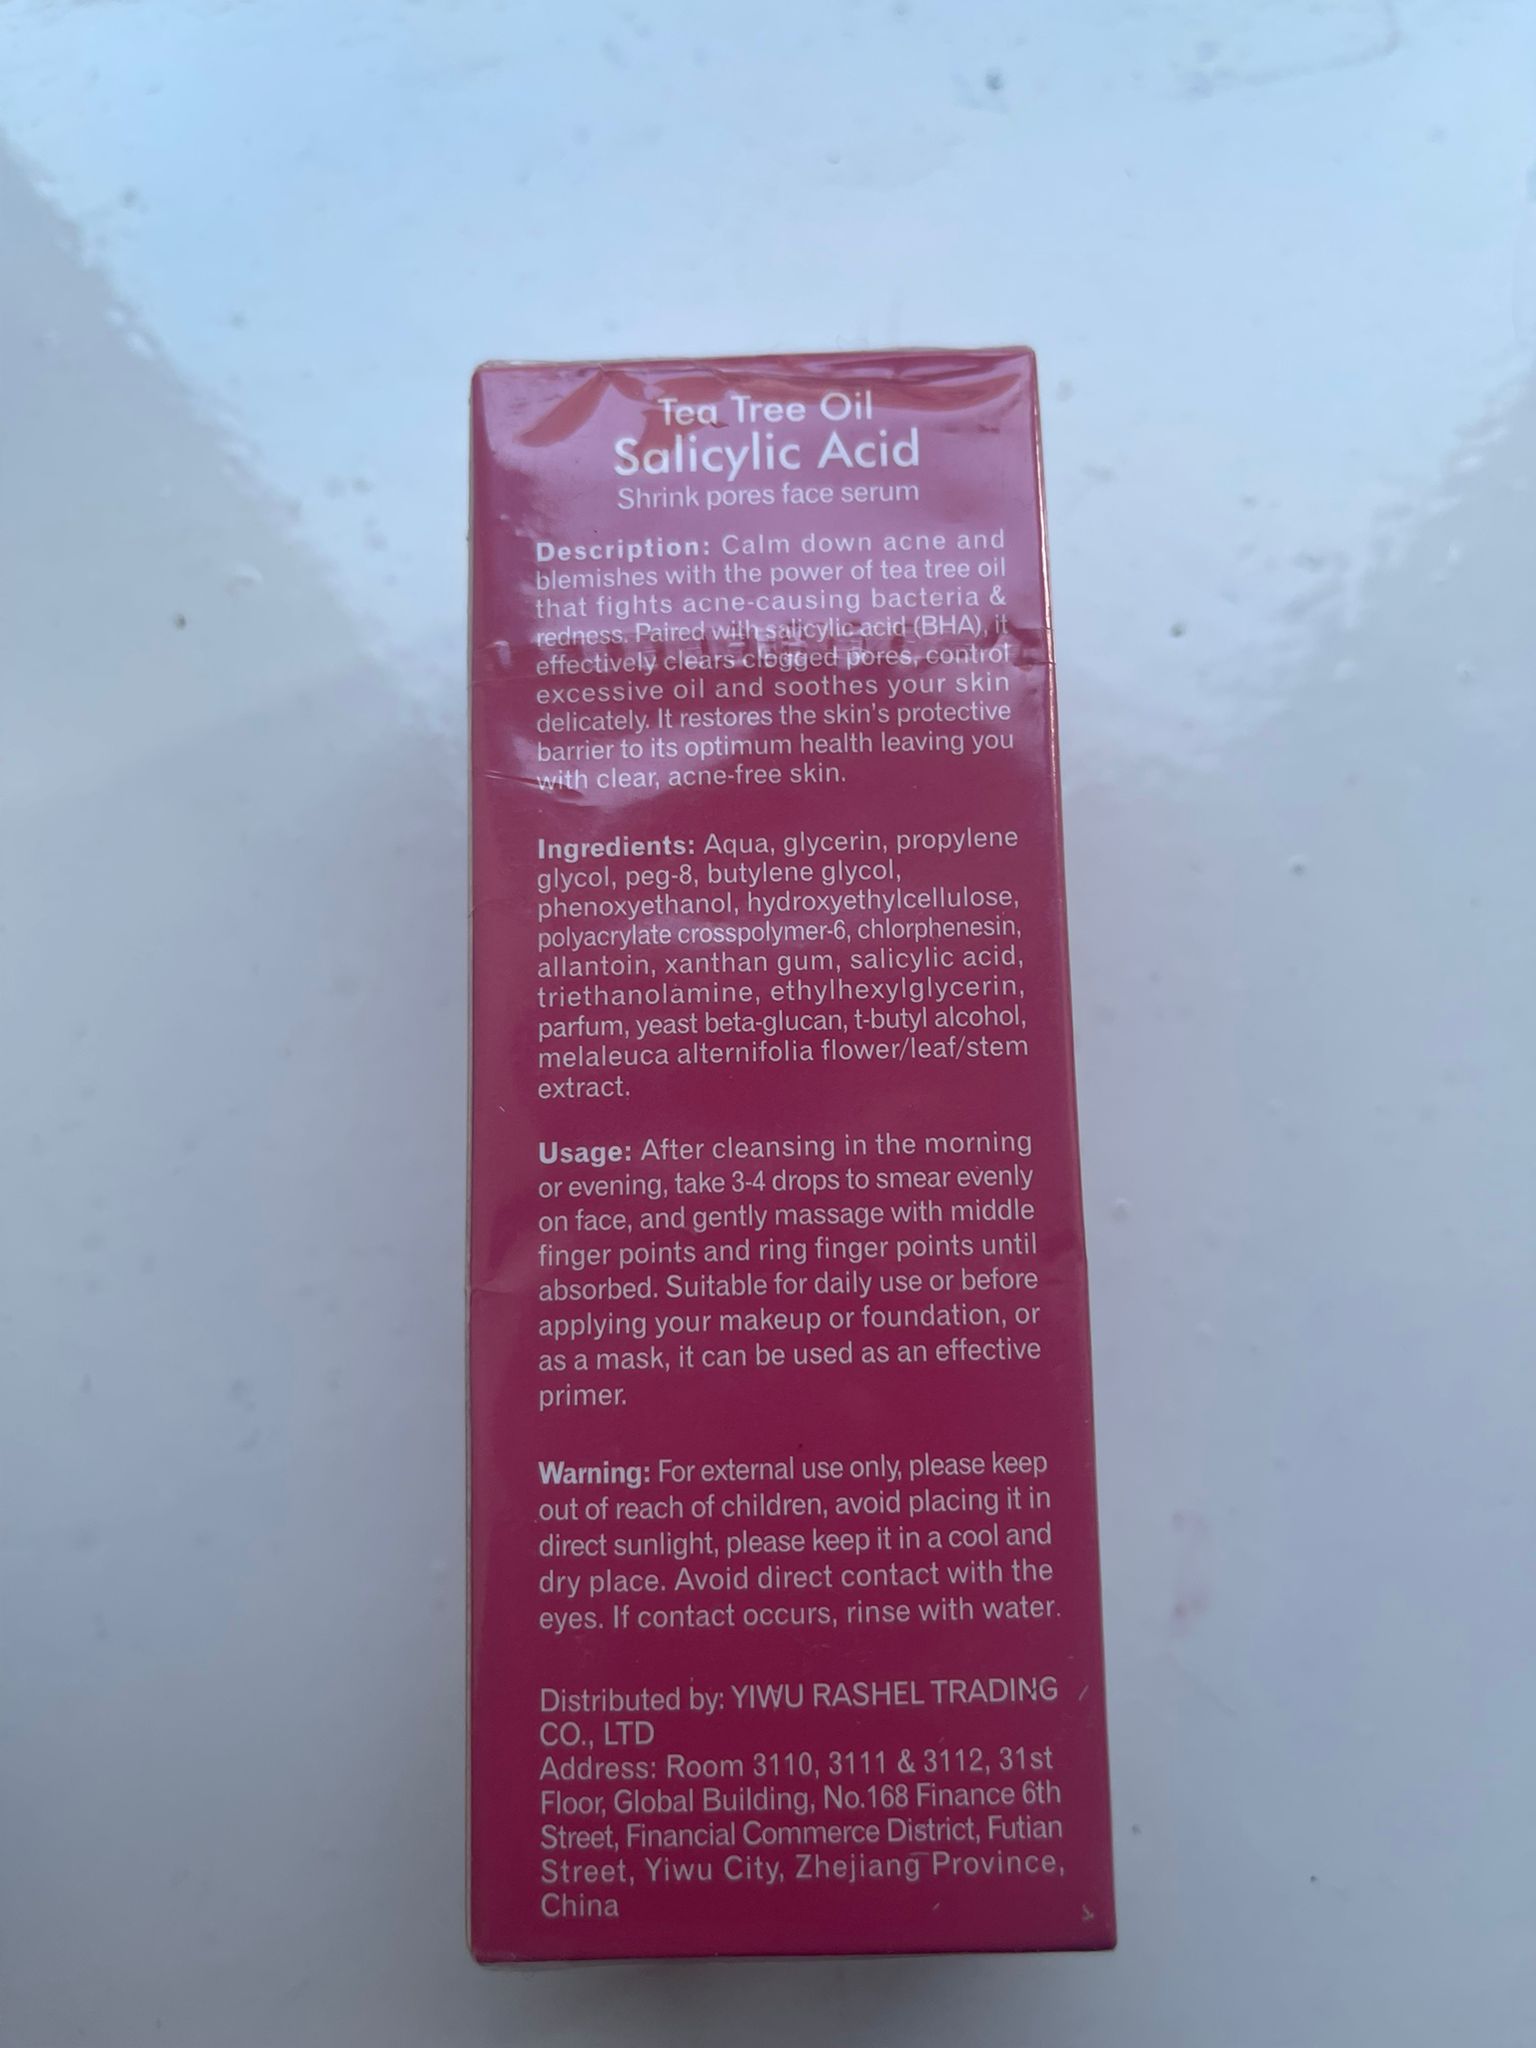 Tea Tree Oil
Salicylic Acid
Shrink pores face serum
Description: Calm down acne and
blemishes with the power of tea tree oil
that fights acne-causing bacteria &
redness. Paired with salicylic acid (BHA), it
effectively clears clogged pores, control
excessive oil and soothes your skin
delicately. It restores the skin's protective
barrier to its optimum health leaving you
with clear, acne-free skin.
Ingredients: Aqua, glycerin, propylene
glycol, peg-8, butylene glycol,
phenoxyethanol, hydroxyethylcellulose,
polyacrylate crosspolymer-6, chlorphenesin,
allantoin, xanthan gum, salicylic acid,
triethanolamine, ethylhexylglycerin,
parfum, yeast beta-glucan, t-butyl alcohol,
melaleuca alternifolia flower/leaf/stem
extract.
Usage: After cleansing in the morning
or evening, take 3-4 drops to smear evenly
on face, and gently massage with middle
finger points and ring finger points until
absorbed. Suitable for daily use or before
applying your makeup or foundation, or
as a mask, it can be used as an effective
primer.
Warning: For external use only, please keep
out of reach of children, avoid placing it in
direct sunlight, please keep it in a cool and
dry place. Avoid direct contact with the
eyes. If contact occurs, rinse with water.
Distributed by: YIWU RASHEL TRADING
CO., LTD
Address: Room 3110, 3111 & 3112, 31st
Floor, Global Building, No.168 Finance 6th
Street, Financial Commerce District, Futian
Street, Yiwu City, Zhejiang Province,
China